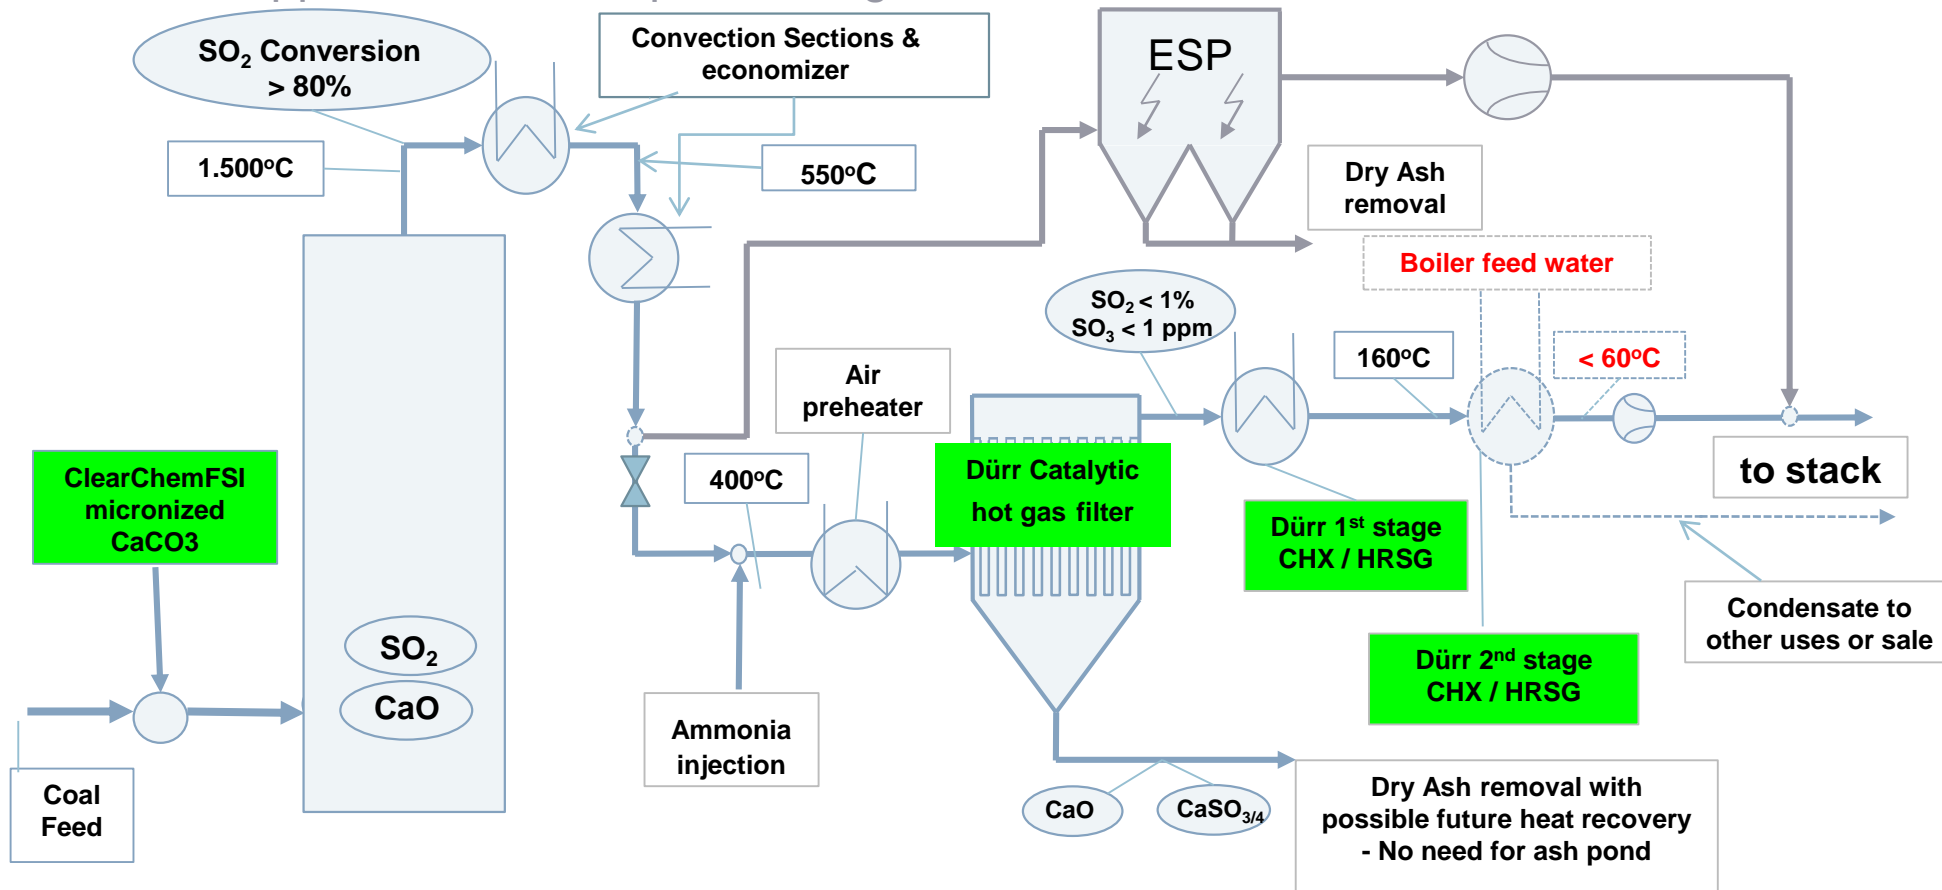 SO₂ Conversion
> 80%
Convection Sections &
economizer
ESP
1.500ºC
550ºC
Dry Ash
removal
Boiler feed water
SO₂ < 1%
SO₃ < 1 ppm
160ºC
< 60ºC
Air
preheater
ClearChemFSI
micronized
CaCO3
400ºC
Dürr Catalytic
hot gas filter
to stack
Dürr 1st stage
CHX / HRSG
Condensate to
other uses or sale
SO₂
CaO
Dürr 2nd stage
CHX / HRSG
Ammonia
injection
Coal
Feed
CaO
CaSO₃/₄
Dry Ash removal with
possible future heat recovery
- No need for ash pond